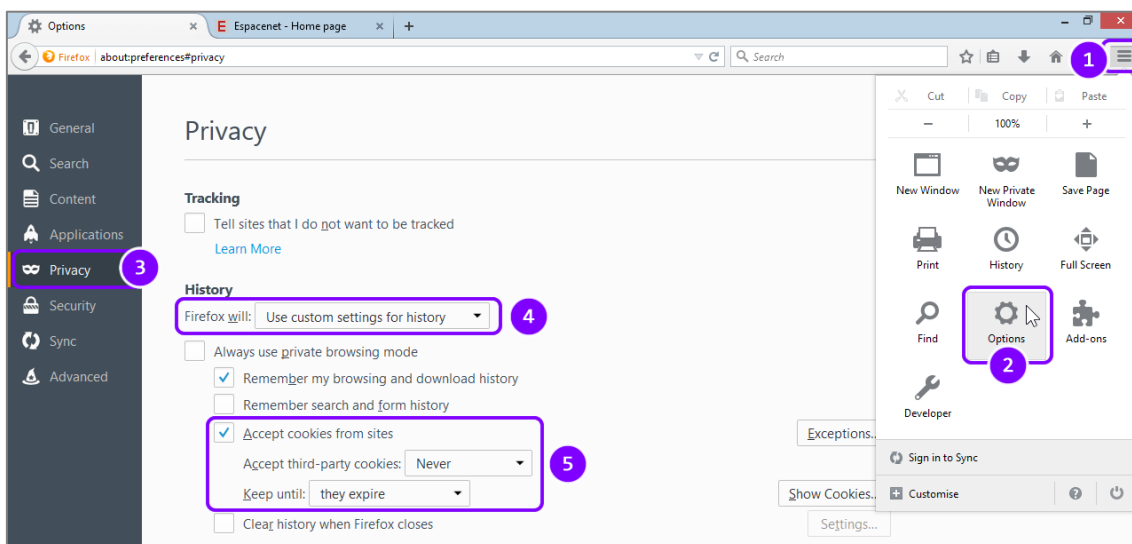 Options
Espacenet - Home page
Firefox about:preferences#privacy
Search
1
Cut Copy Paste
− 100% +
New Window New Private Window Save Page
Print History Full Screen
Find Options Add-ons
2
Developer
Sign in to Sync
Customise
General
Search
Content
Applications
Privacy
3
Security
Sync
Advanced
Privacy
Tracking
Tell sites that I do not want to be tracked
Learn More
History
Firefox will: Use custom settings for history
4
Always use private browsing mode
Remember my browsing and download history
Remember search and form history
Accept cookies from sites
Exceptions..
Accept third-party cookies: Never
5
Keep until: they expire
Show Cookies..
Clear history when Firefox closes
Settings...